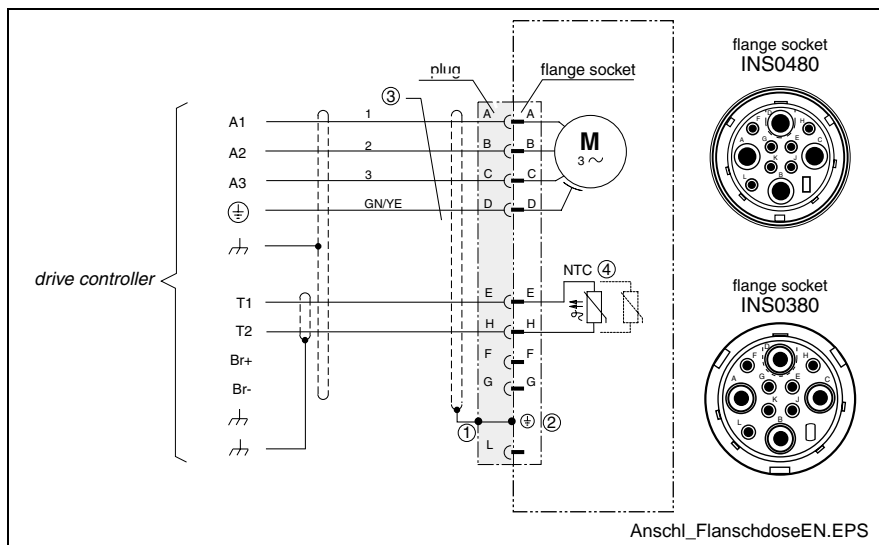 flange socket
INS0480
plug
flange socket
③
A1
1
A
A
A2
2
B
B
A3
3
C
C
GN/YE
D
D
M
3 ~
drive controller
NTC ④
T1
E
E
T2
H
H
Br+
F
F
Br-
G
G
①
②
L
D
F
H
G
E
A
C
K
J
L
B
flange socket
INS0380
D
F
H
G
E
A
C
K
J
L
B
Anschl_FlanschdoseEN.EPS